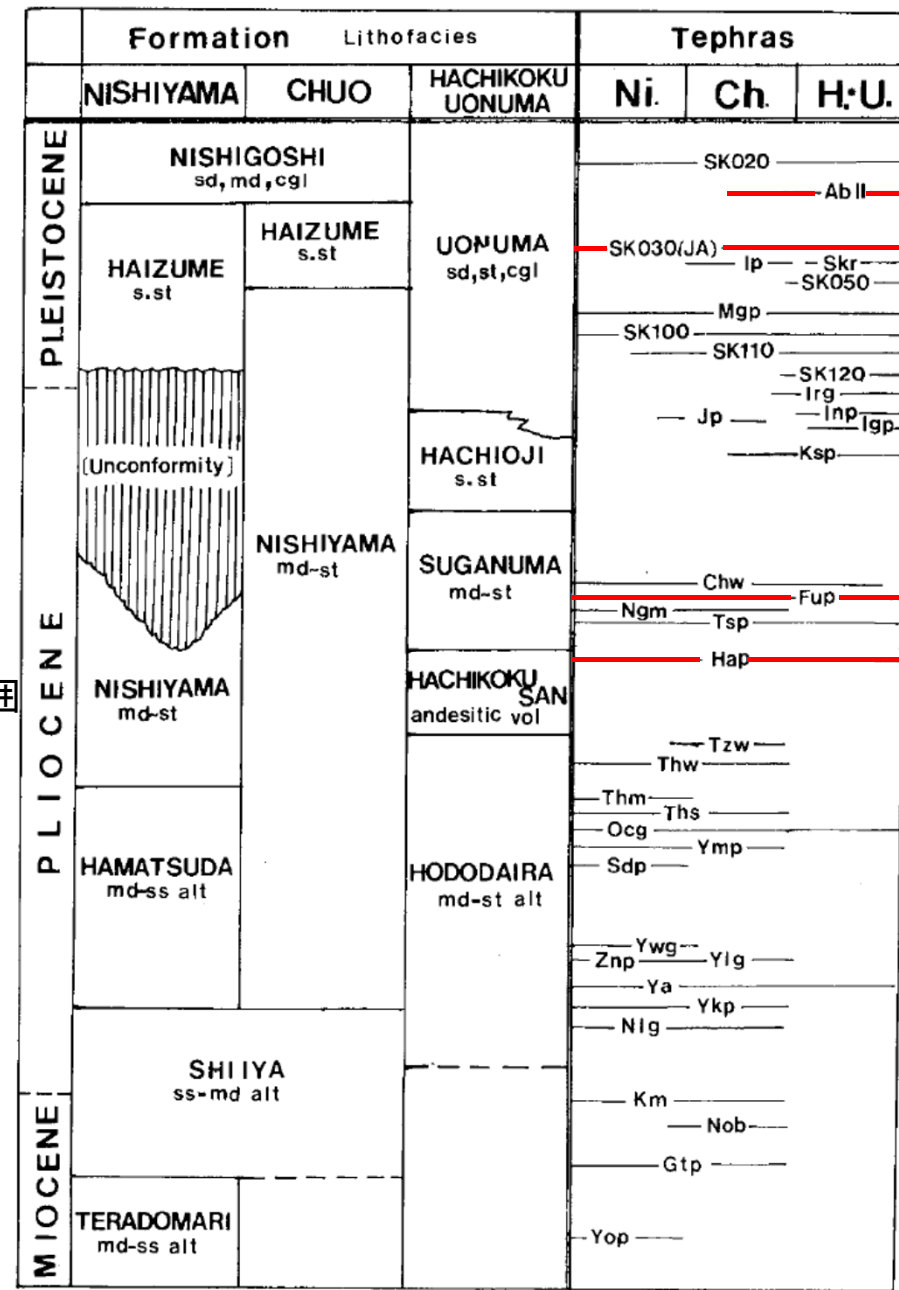 Formation Lithofacies Tephras
NISHIYAMA CHUO HACHIKOKU
UONUMA Ni. Ch. H.·U.
PLEISTOCENE
PLIOCENE
MIOCENE
NISHIGOSHI
sd, md, cgl
HAIZUME
s.st
(Unconformity)
NISHIYAMA
md-st
HAMATSUDA
md-ss alt
SHIIYA
ss-md alt
TERADOMARI
md-ss alt
HAIZUME
s.st
NISHIYAMA
md-st
UONUMA
sd, st, cgl
HACHIOJI
s.st
SUGANUMA
md-st
HACHIKOKU
SAN
andesitic vol
HODODAIRA
md-st alt
SK020
Ab II
SK030(JA)
Ip Skr
SK050
Mgp
SK100
SK110
SK120
Irg
Jp Inp
Igp
Ksp
Chw
Fup
Ngm
Tsp
Hap
Tzw
Thw
Thm
Ths
Ocg
Ymp
Sdp
Ywg
Znp Ylg
Ya
Ykp
Nlg
Km
Nob
Gtp
Yop